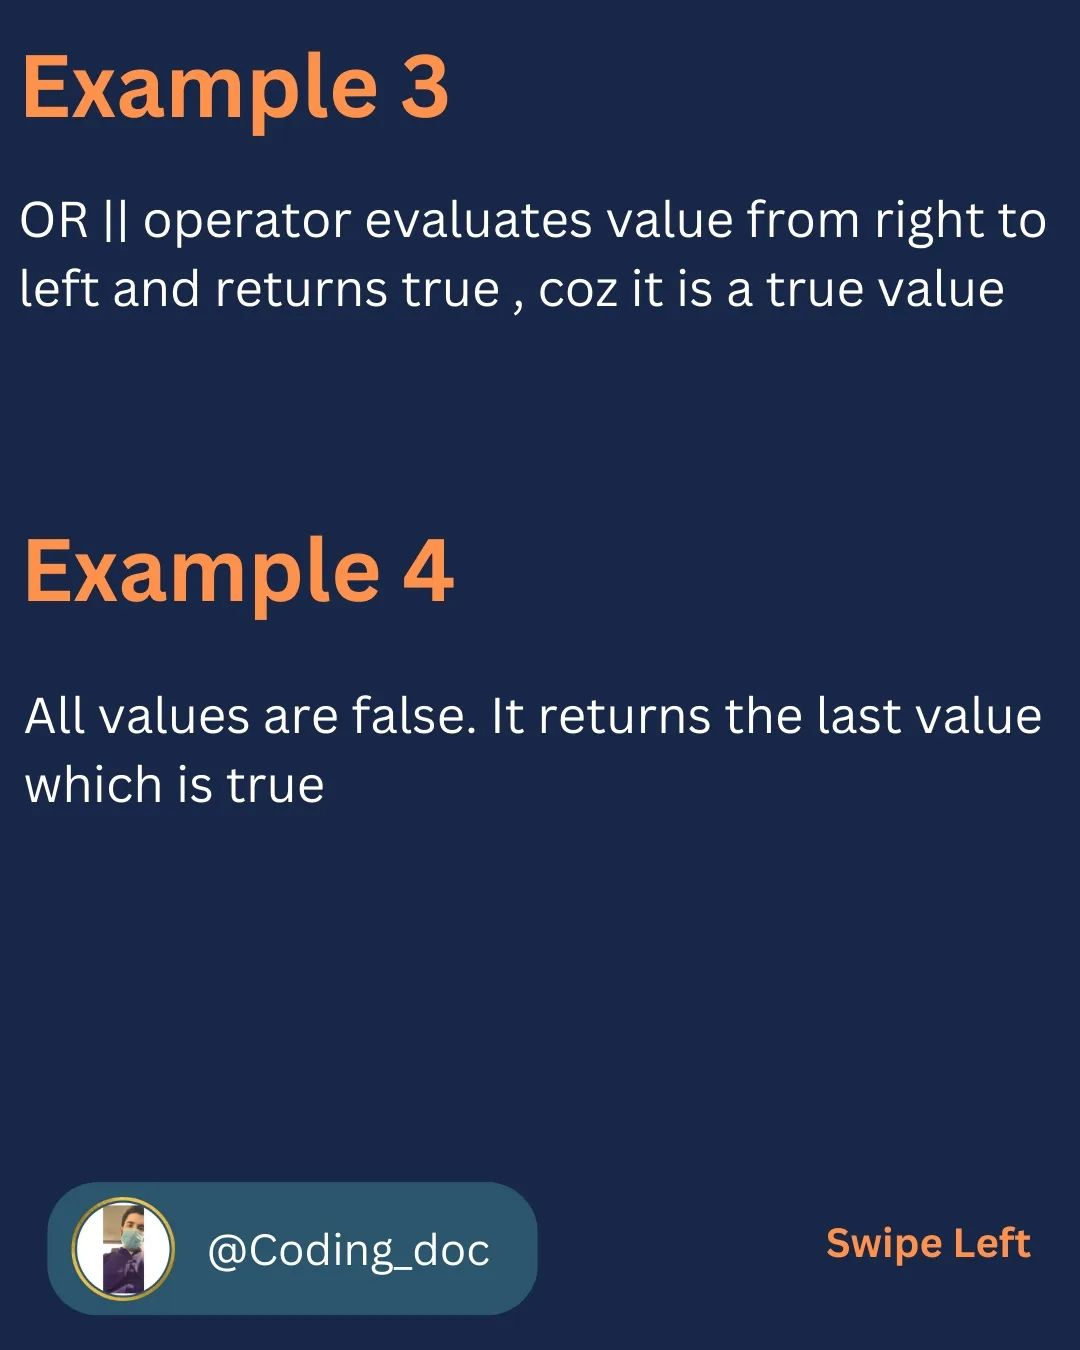 Example 3
OR || operator evaluates value from right to
left and returns true , coz it is a true value
Example 4
All values are false. It returns the last value
which is true
@Coding_doc
Swipe Left